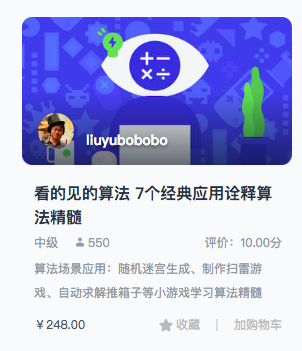 liuyubobobo
看的见的算法 7个经典应用诠释算
法精髓
中级 550 评价：10.00分
算法场景应用：随机迷宫生成、制作扫雷游
戏、自动求解推箱子等小游戏学习算法精髓
￥248.00 收藏 | 加购物车